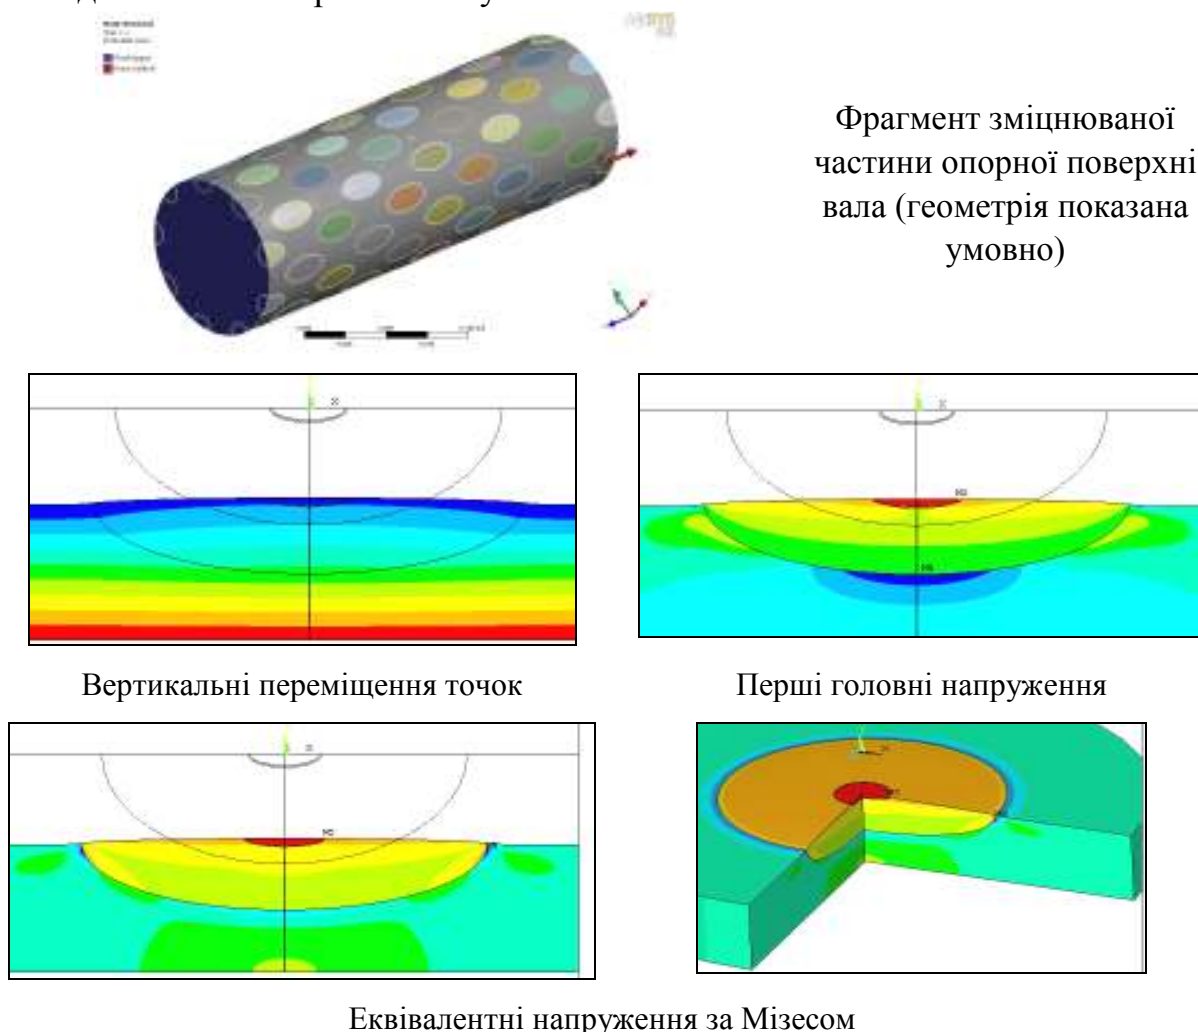 Фрагмент зміцнюваної
частини опорної поверхні
вала (геометрія показана
умовно)
Вертикальні переміщення точок
Перші головні напруження
Еквівалентні напруження за Мізесом